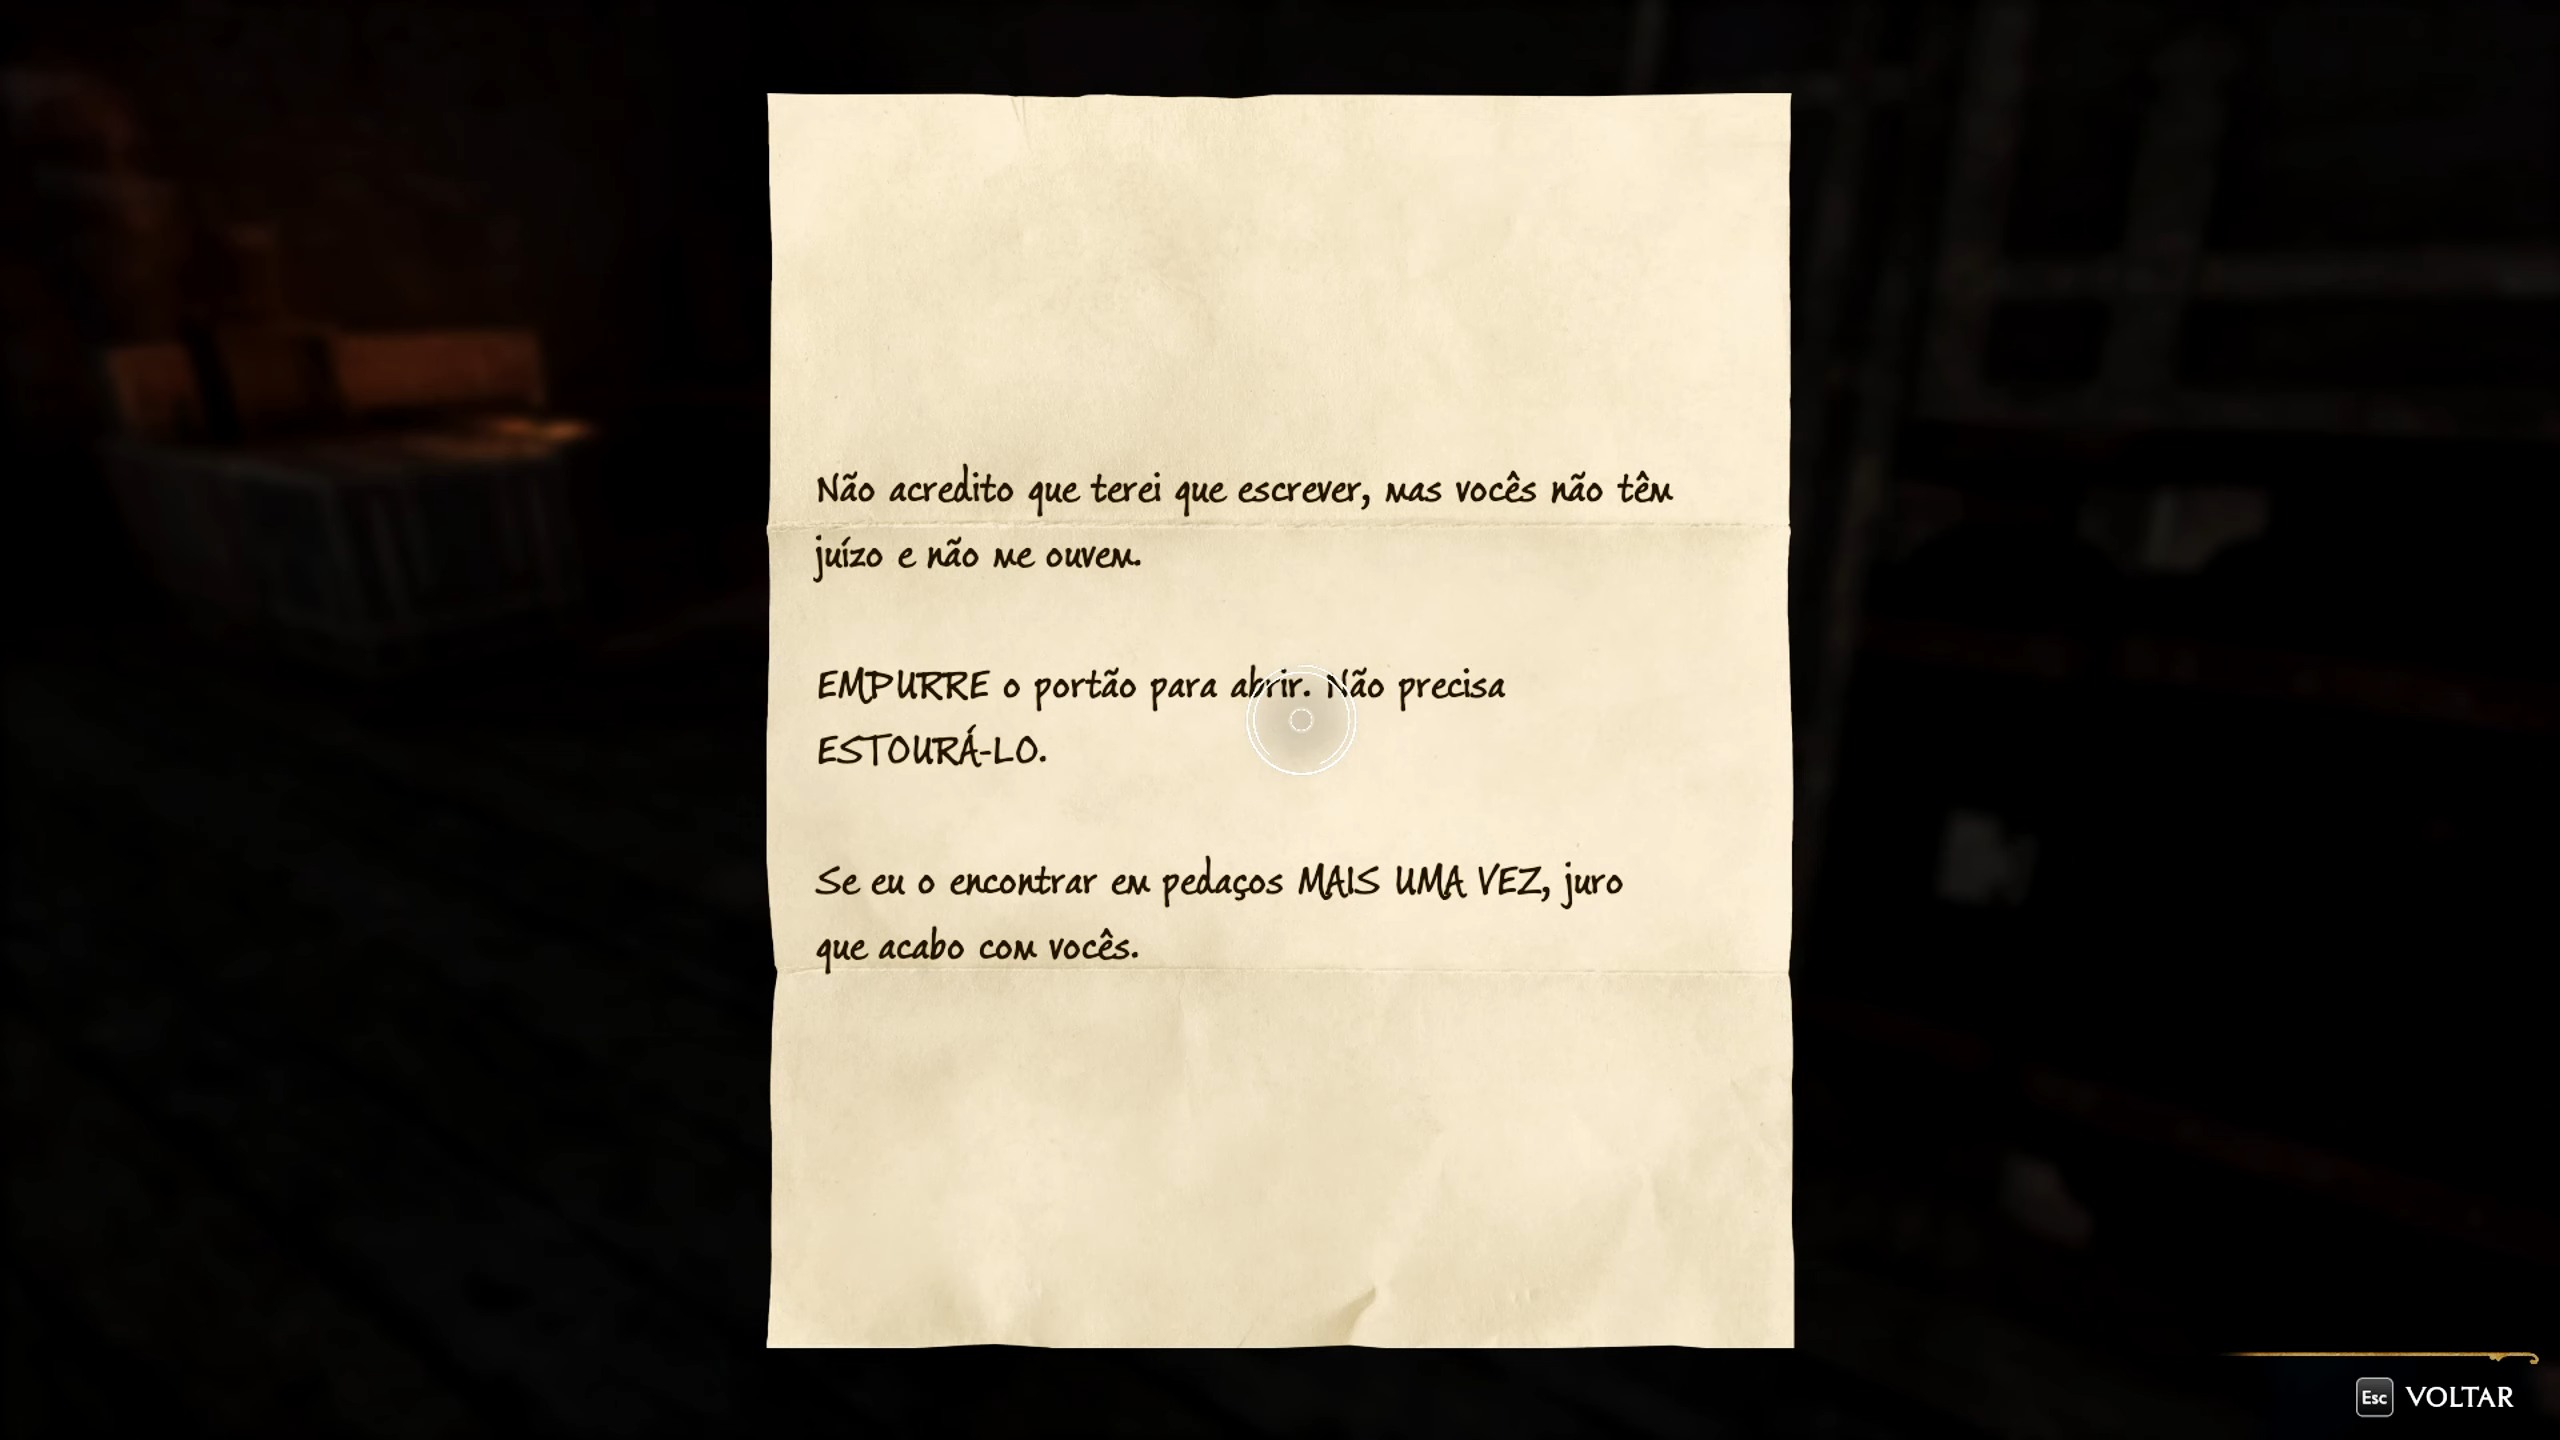 Não acredito que terei que escrever, mas vocês não têm
juízo e não me ouvem.
EMPURRE o portão para abrir. Não precisa
ESTOURÁ-LO.
Se eu o encontrar em pedaços MAIS UMA VEZ, juro
que acabo com vocês.
Esc VOLTAR